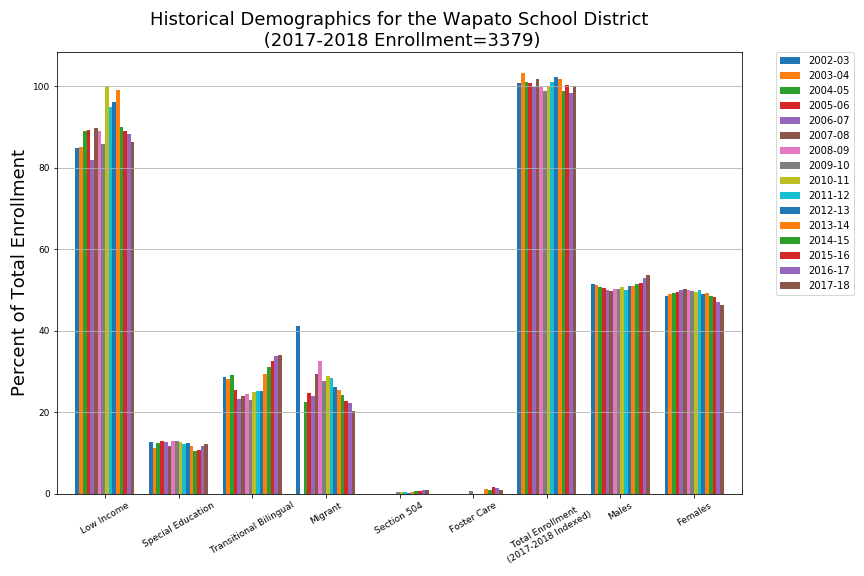 Historical Demographics for the Wapato School District
(2017-2018 Enrollment=3379)
Percent of Total Enrollment
100
80
60
40
20
0
Low Income
Special Education
Transitional Bilingual
Migrant
Section 504
Foster Care
Total Enrollment
(2017-2018 Indexed)
Males
Females
2002-03
2003-04
2004-05
2005-06
2006-07
2007-08
2008-09
2009-10
2010-11
2011-12
2012-13
2013-14
2014-15
2015-16
2016-17
2017-18